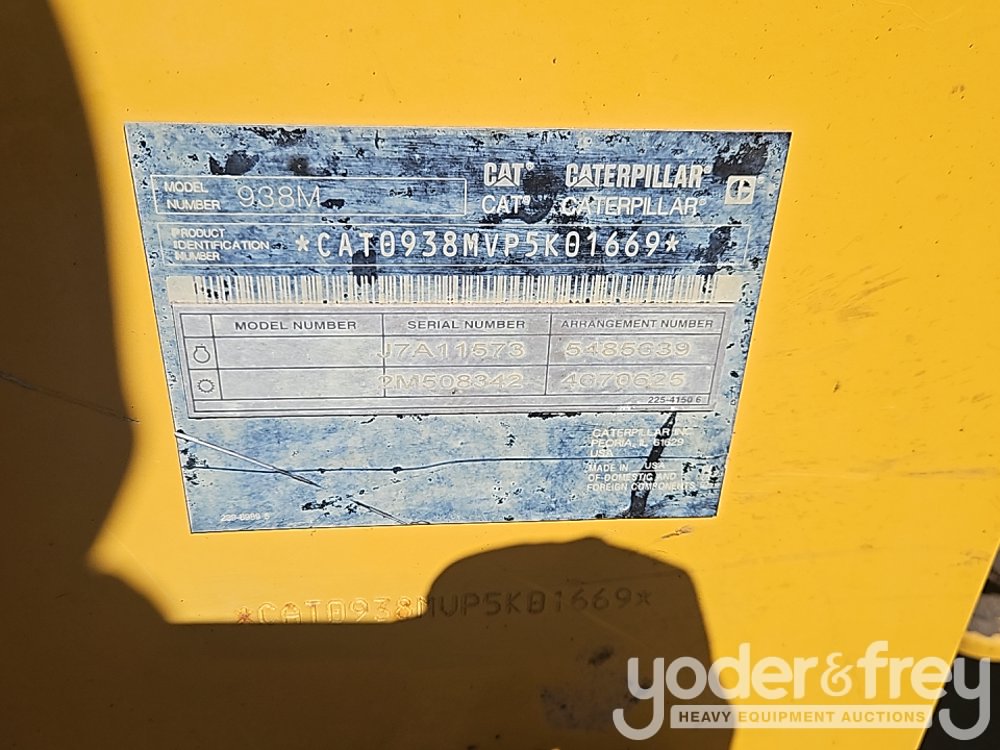 CAT® CATERPILLAR®
MODEL NUMBER 938M
CAT® CATERPILLAR®
PRODUCT IDENTIFICATION NUMBER *CAT0938MVP5K01669*
MODEL NUMBER SERIAL NUMBER ARRANGEMENT NUMBER
J7A11573 5485639
2M508342 4670625
225-4150 6
CATERPILLAR INC.
PEORIA, IL 61629
USA
MADE IN USA
OF DOMESTIC AND
FOREIGN COMPONENTS
*CAT0938MVP5K01669*
yoder&frey
HEAVY EQUIPMENT AUCTIONS